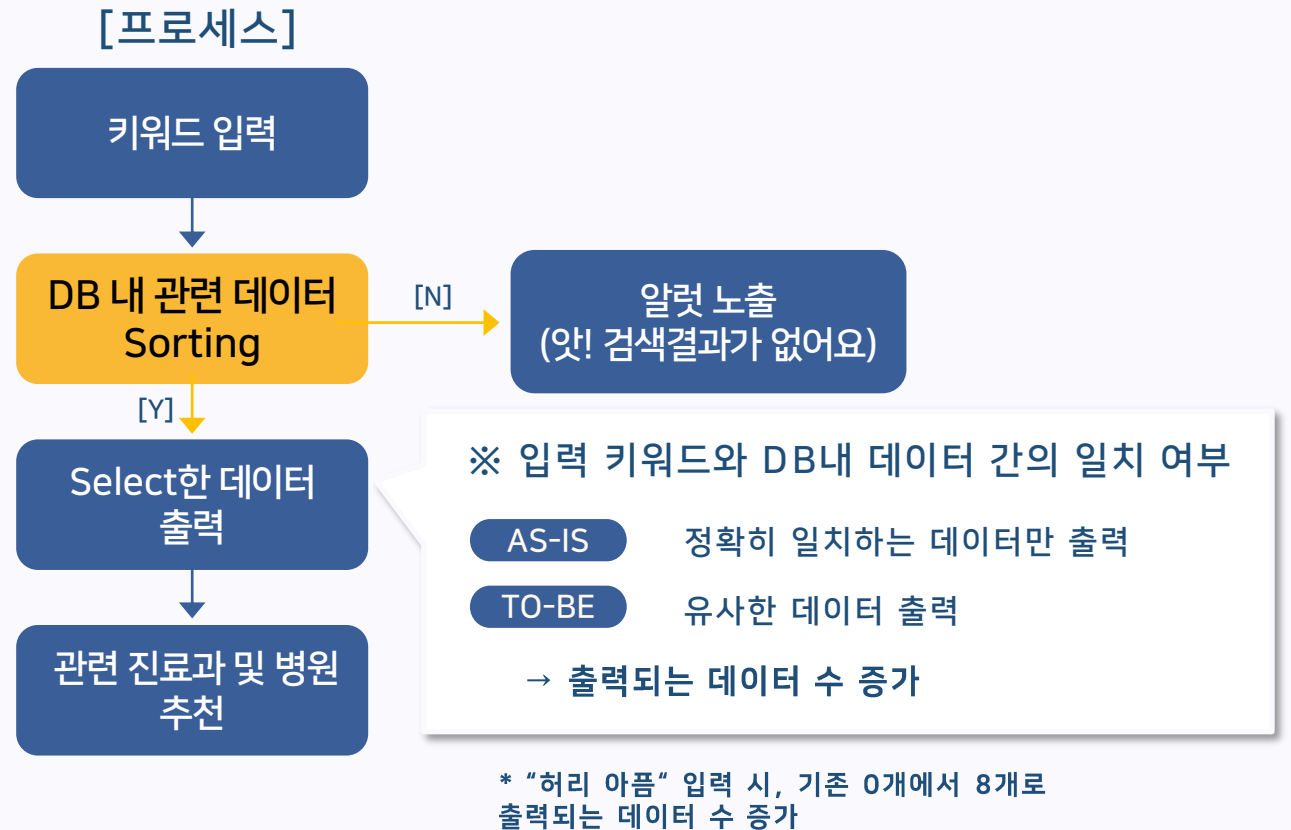 [프로세스]
키워드 입력
DB 내 관련 데이터
Sorting
[N]
알럿 노출
(앗! 검색결과가 없어요)
[Y]
Select한 데이터
출력
※ 입력 키워드와 DB내 데이터 간의 일치 여부
AS-IS 정확히 일치하는 데이터만 출력
TO-BE 유사한 데이터 출력
→ 출력되는 데이터 수 증가
관련 진료과 및 병원
추천
* “허리 아픔“ 입력 시, 기존 0개에서 8개로
출력되는 데이터 수 증가